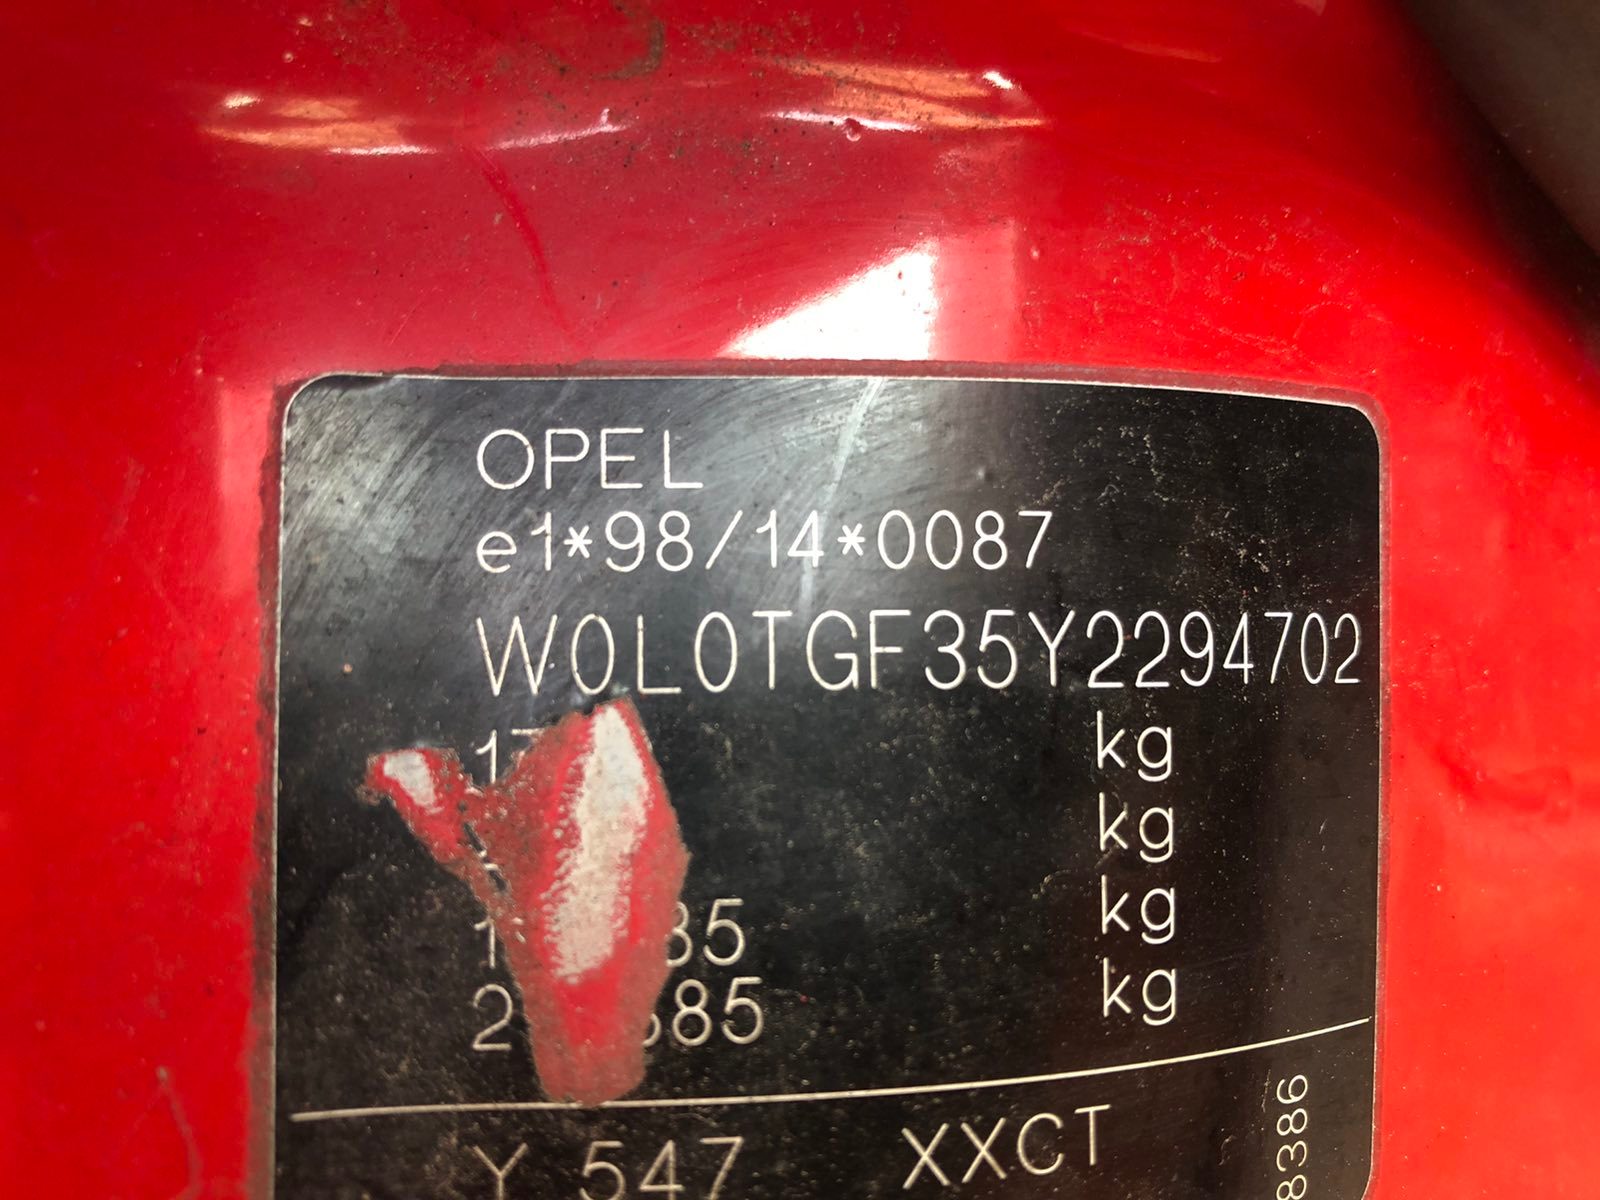 OPEL
e1*98/14*0087
W0L0TGF35Y2294702
kg
kg
kg
kg
Y 547 XXCT
8386